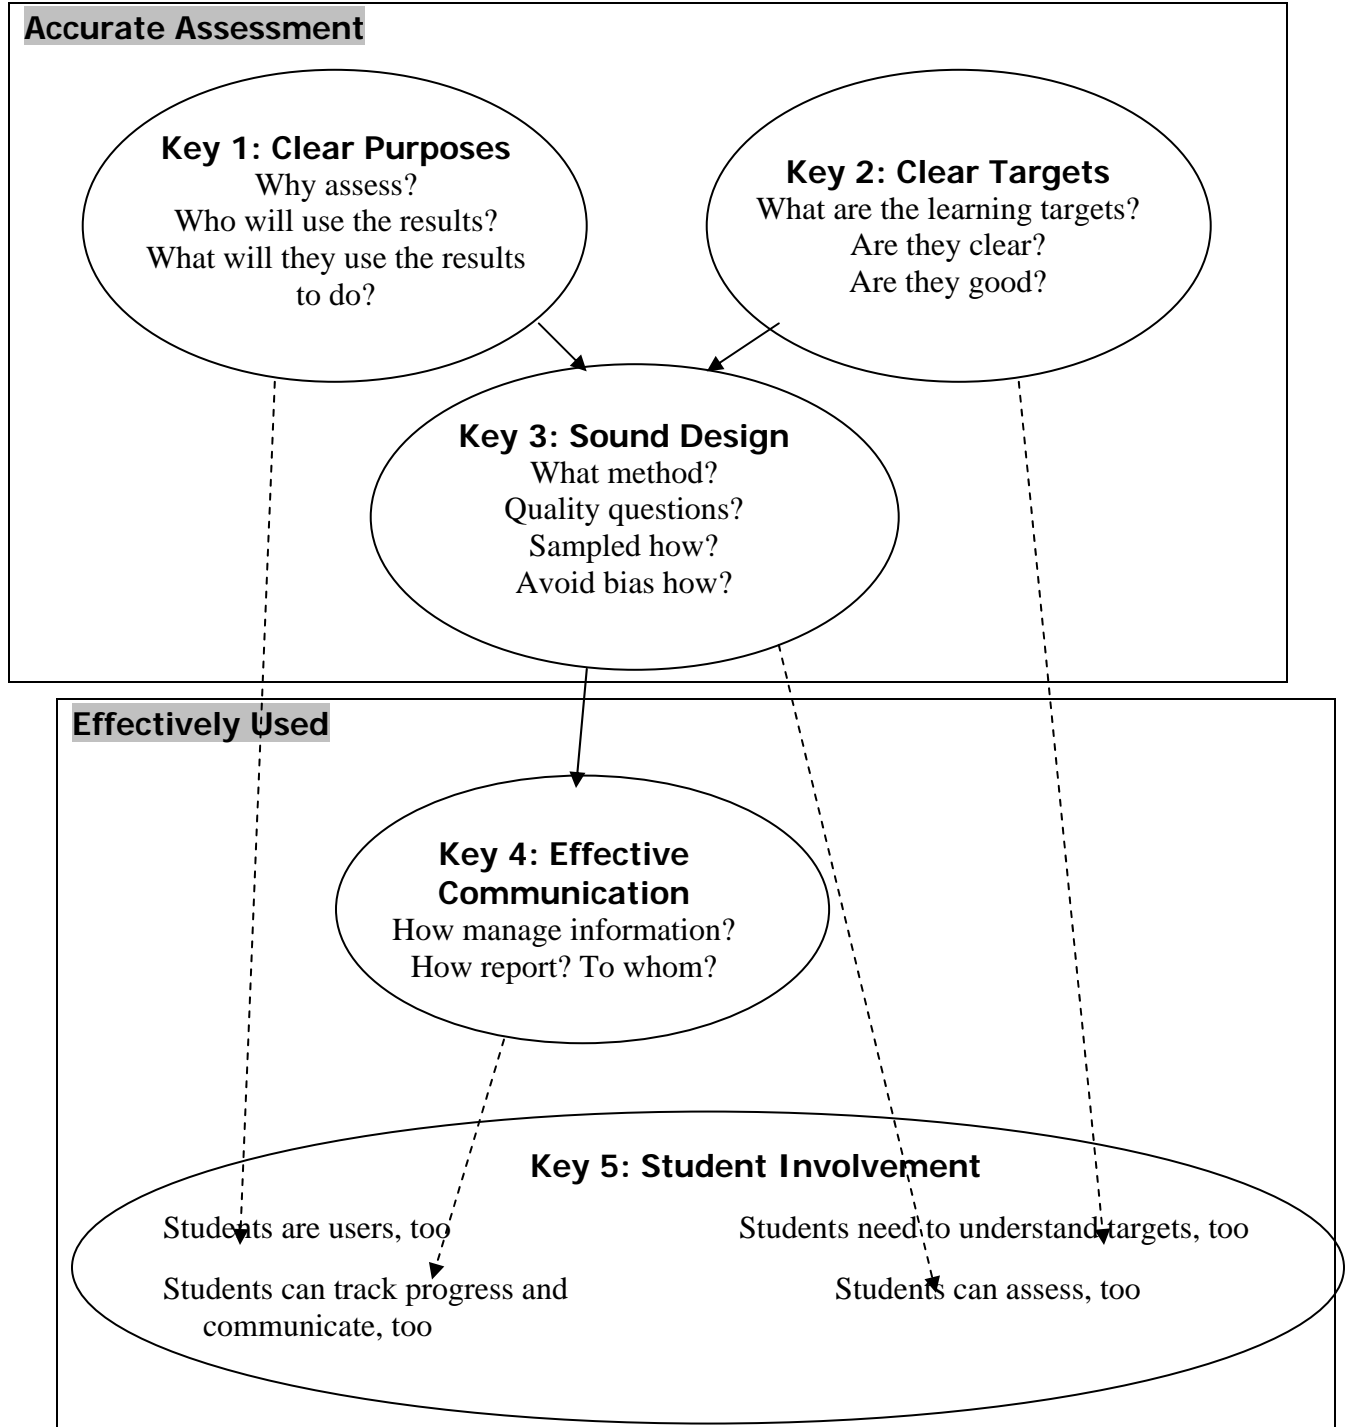 Accurate Assessment
Key 1: Clear Purposes
Why assess?
Who will use the results?
What will they use the results
to do?
Key 2: Clear Targets
What are the learning targets?
Are they clear?
Are they good?
Key 3: Sound Design
What method?
Quality questions?
Sampled how?
Avoid bias how?
Effectively Used
Key 4: Effective
Communication
How manage information?
How report? To whom?
Key 5: Student Involvement
Students are users, too
Students can track progress and
communicate, too
Students need to understand targets, too
Students can assess, too